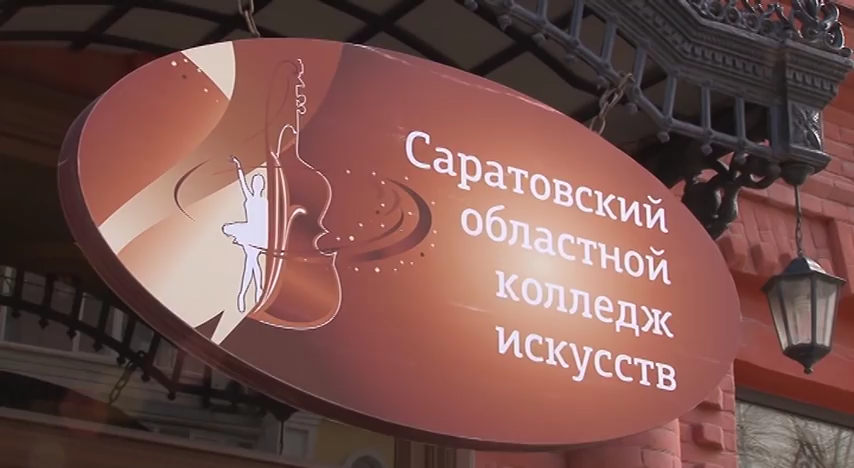 Саратовский
областной
колледж
искусств